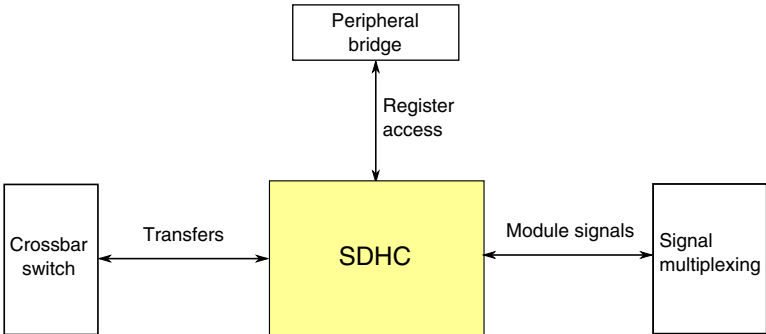 Peripheral
bridge
Register
access
Crossbar
switch
Transfers
SDHC
Module signals
Signal
multiplexing